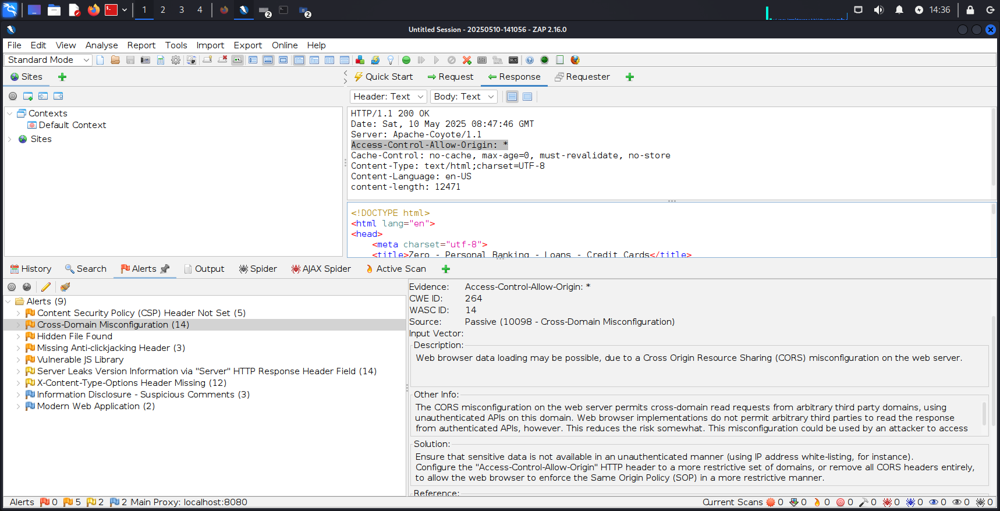 1 2 3 4
2
2
14:36
Untitled Session - 20250510-141056 - ZAP 2.16.0
File Edit View Analyse Report Tools Import Export Online Help
Standard Mode
Sites
Quick Start Request Response Requester
Header: Text Body: Text
Contexts
Default Context
Sites
HTTP/1.1 200 OK
Date: Sat, 10 May 2025 08:47:46 GMT
Server: Apache-Coyote/1.1
Access-Control-Allow-Origin: *
Cache-Control: no-cache, max-age=0, must-revalidate, no-store
Content-Type: text/html;charset=UTF-8
Content-Language: en-US
content-length: 12471
<!DOCTYPE html>
<html lang="en">
<head>
<meta charset="utf-8">
<title>Zero - Personal Banking - Loans - Credit Cards</title>
History Search Alerts Output Spider AJAX Spider Active Scan
Alerts (9)
Content Security Policy (CSP) Header Not Set (5)
Cross-Domain Misconfiguration (14)
Hidden File Found
Missing Anti-clickjacking Header (3)
Vulnerable JS Library
Server Leaks Version Information via "Server" HTTP Response Header Field (14)
X-Content-Type-Options Header Missing (12)
Information Disclosure - Suspicious Comments (3)
Modern Web Application (2)
Evidence: Access-Control-Allow-Origin: *
CWE ID: 264
WASC ID: 14
Source: Passive (10098 - Cross-Domain Misconfiguration)
Input Vector:
Description:
Web browser data loading may be possible, due to a Cross Origin Resource Sharing (CORS) misconfiguration on the web server.
Other Info:
The CORS misconfiguration on the web server permits cross-domain read requests from arbitrary third party domains, using
unauthenticated APIs on this domain. Web browser implementations do not permit arbitrary third parties to read the response
from authenticated APIs, however. This reduces the risk somewhat. This misconfiguration could be used by an attacker to access
Solution:
Ensure that sensitive data is not available in an unauthenticated manner (using IP address white-listing, for instance).
Configure the "Access-Control-Allow-Origin" HTTP header to a more restrictive set of domains, or remove all CORS headers entirely,
to allow the web browser to enforce the Same Origin Policy (SOP) in a more restrictive manner.
Reference:
Alerts 0 5 2 2 Main Proxy: localhost:8080
Current Scans 0 0 0 0 0 0 0 0 0 0